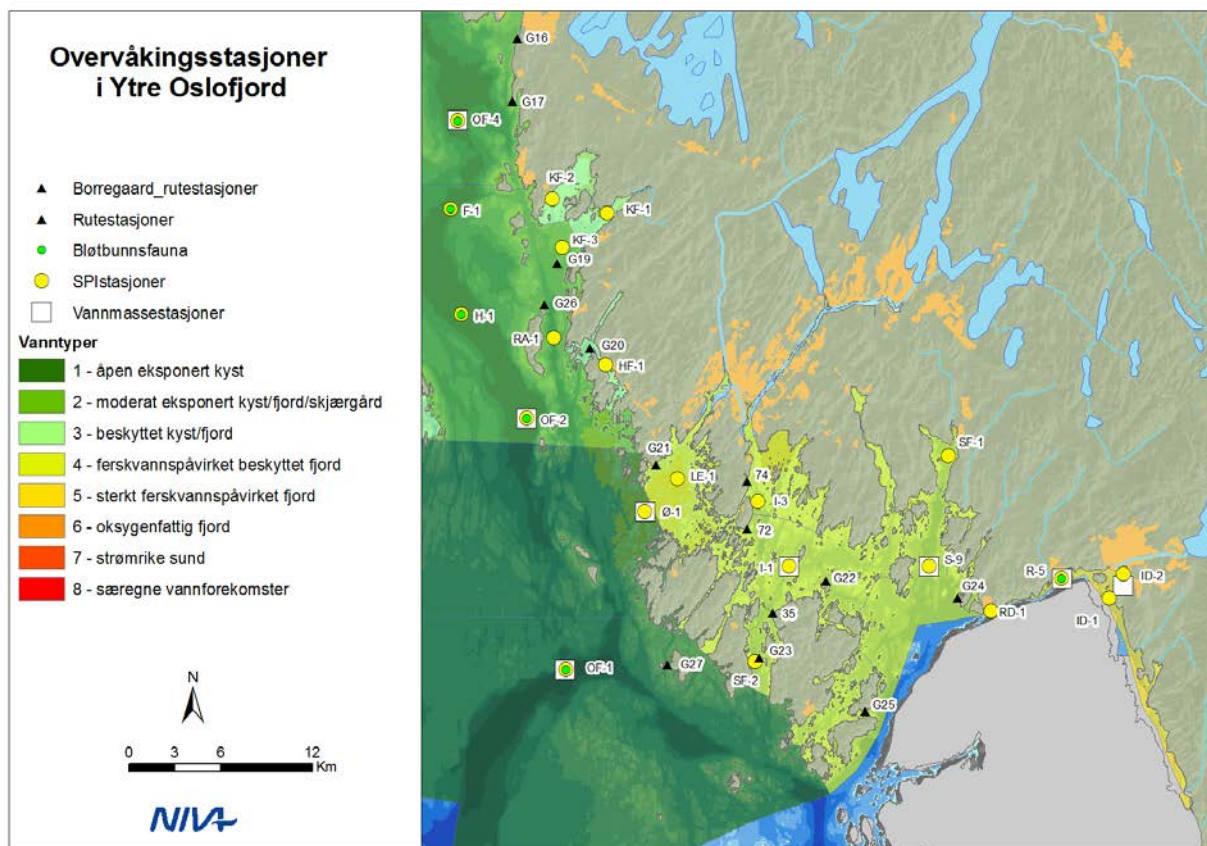 Overvåkingsstasjoner
i Ytre Oslofjord
Borregaard_rutestasjoner
Rutestasjoner
Bløtbunnsfauna
SPIstasjoner
Vannmassestasjoner
Vanntyper
1 - åpen eksponert kyst
2 - moderat eksponert kyst/fjord/skjærgård
3 - beskyttet kyst/fjord
4 - ferskvannspåvirket beskyttet fjord
5 - sterkt ferskvannspåvirket fjord
6 - oksygenfattig fjord
7 - strømrike sund
8 - særegne vannforekomster
N
0 3 6 12
Km
NIVA
G16
G17
OF-4
KF-2
F-1
KF-1
KF-3
G19
G26
H-1
RA-1
G20
HF-1
OF-2
SF-1
G21
74
LE-1
I-3
Ø-1
72
I-1
S-9
R-5
ID-2
G22
G24
35
RD-1
ID-1
G23
G27
OF-1
SF-2
G25